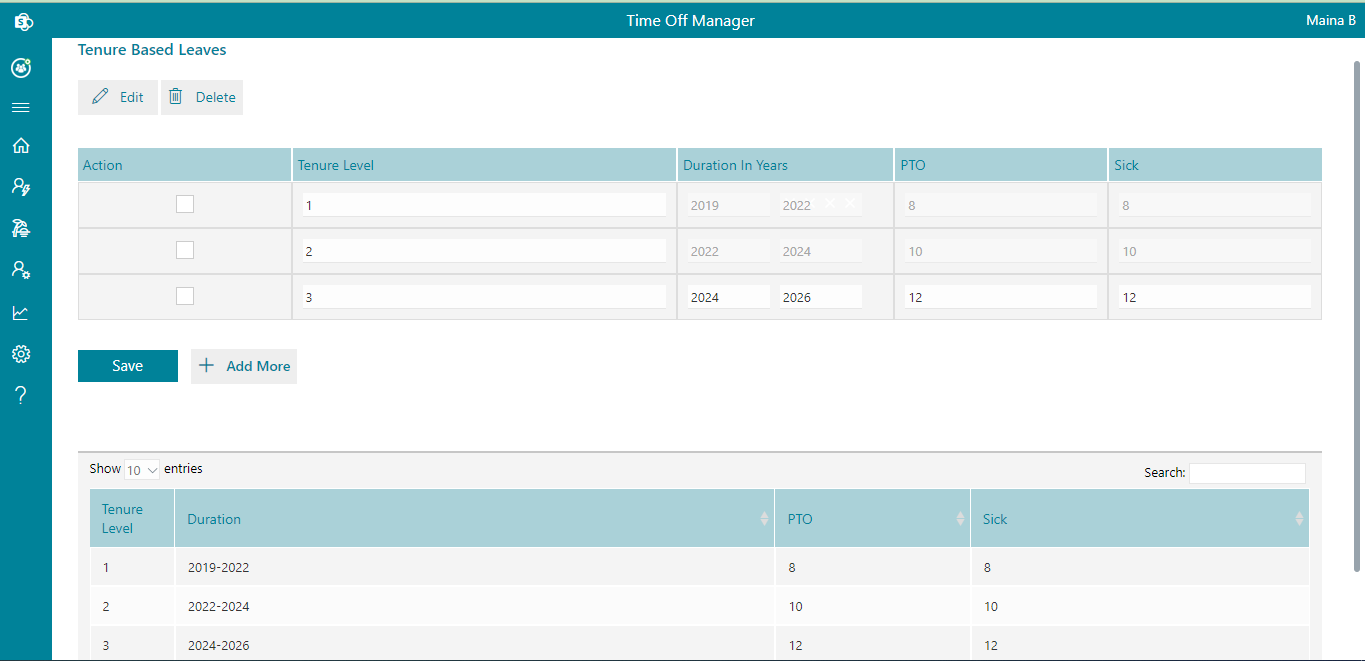 Time Off Manager
Maina B
Tenure Based Leaves
Edit Delete
Action Tenure Level Duration In Years PTO Sick
1 2019 2022 8 8
2 2022 2024 10 10
3 2024 2026 12 12
Save Add More
Show 10 entries
Search:
Tenure Level Duration PTO Sick
1 2019-2022 8 8
2 2022-2024 10 10
3 2024-2026 12 12